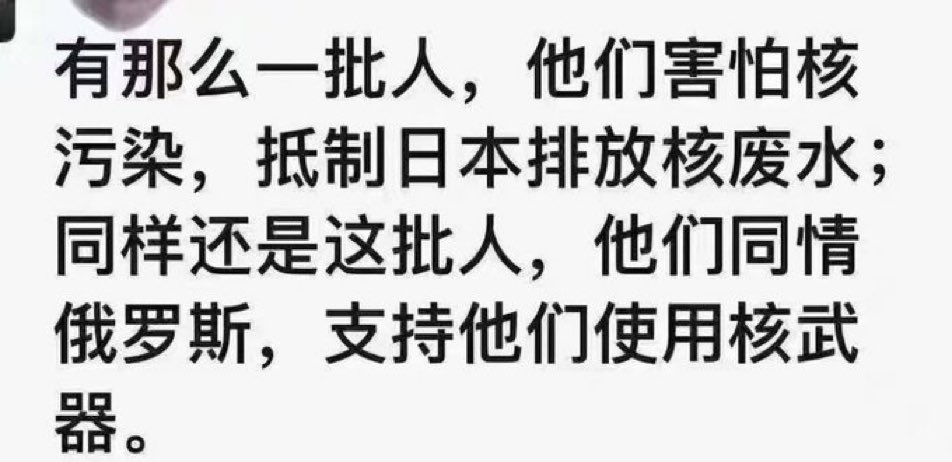 有那么一批人，他们害怕核
污染，抵制日本排放核废水；
同样还是这批人，他们同情
俄罗斯，支持他们使用核武
器。